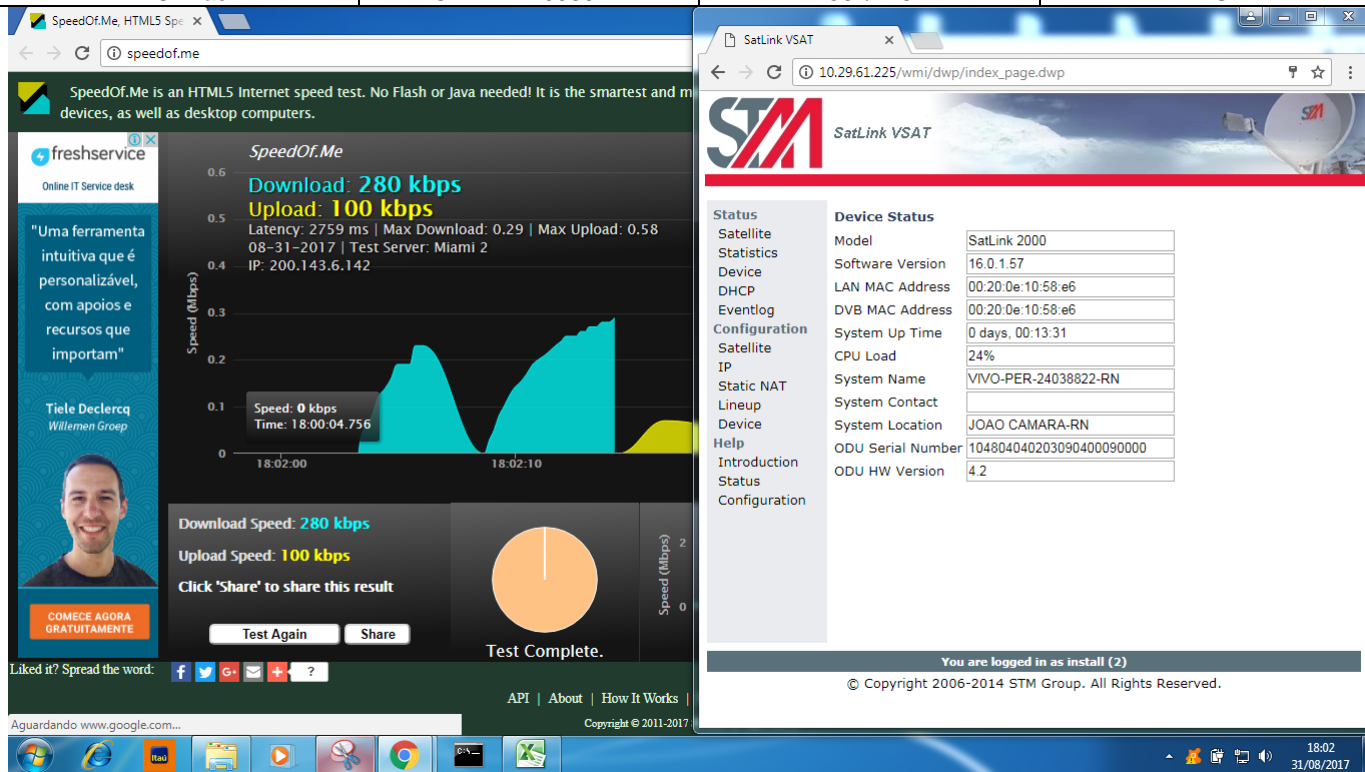 SpeedOf.Me, HTML5 Spe
speedof.me
SpeedOf.Me is an HTML5 Internet speed test. No Flash or Java needed! It is the smartest and m
devices, as well as desktop computers.
freshservice
Online IT Service desk
"Uma ferramenta
intuitiva que é
personalizável,
com apoios e
recursos que
importam"
Tiele Declercq
Willemen Groep
COMECE AGORA
GRATUITAMENTE
SpeedOf.Me
Download: 280 kbps
Upload: 100 kbps
Latency: 2759 ms | Max Download: 0.29 | Max Upload: 0.58
08-31-2017 | Test Server: Miami 2
IP: 200.143.6.142
Speed (Mbps)
0.6
0.5
0.4
0.3
0.2
0.1
0
Speed: 0 kbps
Time: 18:00:04.756
18:02:00
18:02:10
Download Speed: 280 kbps
Upload Speed: 100 kbps
Click 'Share' to share this result
Test Again
Share
Test Complete.
Speed (Mbps)
2
0
Liked it? Spread the word:
f
G+
+
?
API | About | How It Works |
Copyright © 2011-2017
Aguardando www.google.com...
SatLink VSAT
10.29.61.225/wmi/dwp/index_page.dwp
STM
SatLink VSAT
STM
Status
Satellite
Statistics
Device
DHCP
Eventlog
Configuration
Satellite
IP
Static NAT
Lineup
Device
Help
Introduction
Status
Configuration
Device Status
Model SatLink 2000
Software Version 16.0.1.57
LAN MAC Address 00:20:0e:10:58:e6
DVB MAC Address 00:20:0e:10:58:e6
System Up Time 0 days, 00:13:31
CPU Load 24%
System Name VIVO-PER-24038822-RN
System Contact
System Location JOAO CAMARA-RN
ODU Serial Number 104804040203090400090000
ODU HW Version 4.2
You are logged in as install (2)
© Copyright 2006-2014 STM Group. All Rights Reserved.
Itaú
C:\
18:02
31/08/2017